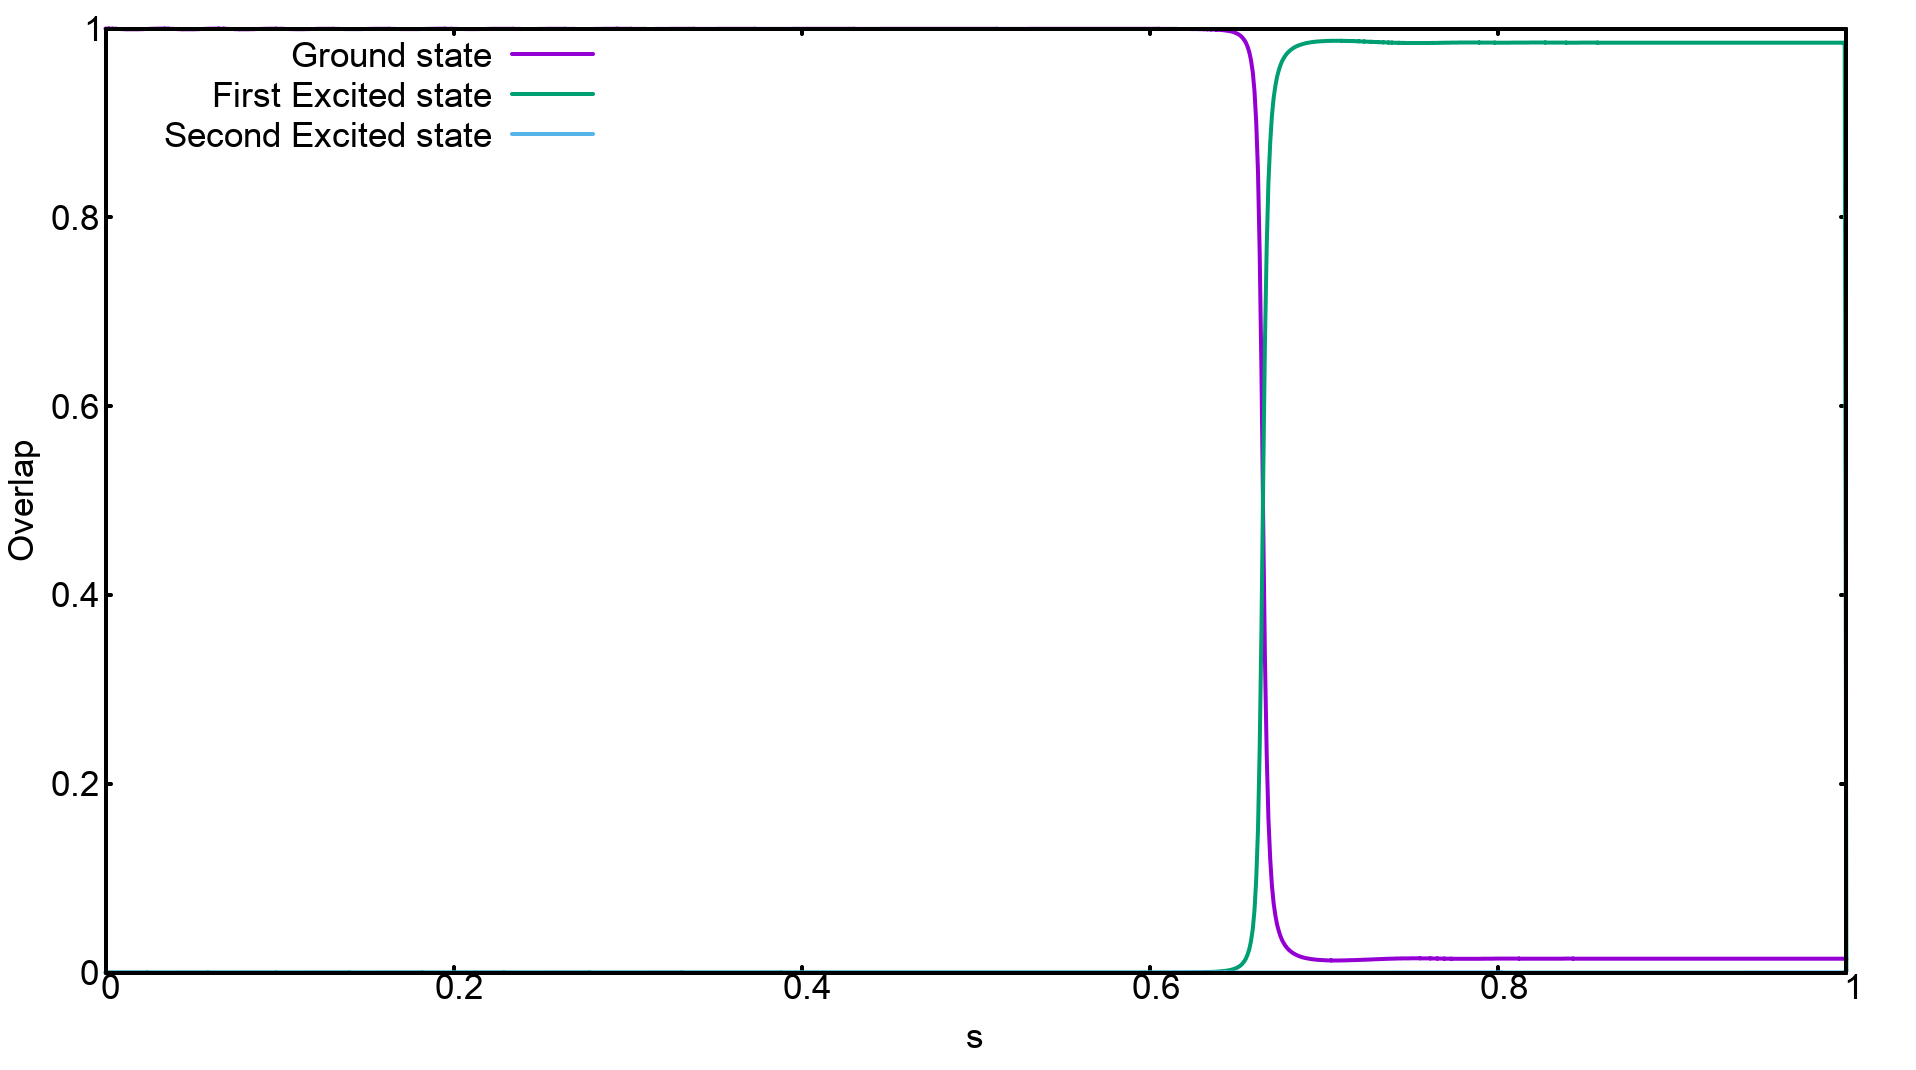 1
Ground state
First Excited state
Second Excited state
0.8
0.6
0.4
0.2
0
Overlap
0 0.2 0.4 0.6 0.8 1
s